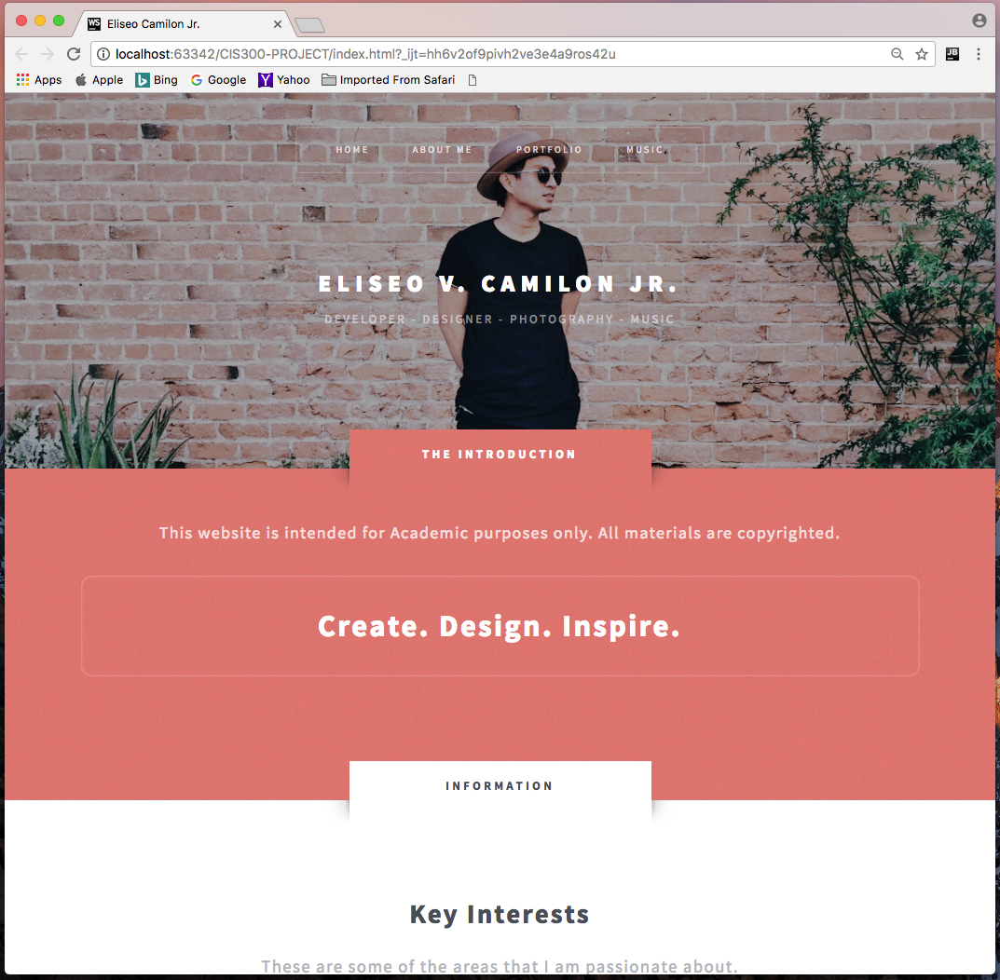 WS Eliseo Camilon Jr.
localhost:63342/CIS300-PROJECT/index.html?_ijt=hh6v2of9pivh2ve3e4a9ros42u
JB
Apps Apple Bing Google Yahoo Imported From Safari
HOME ABOUT ME PORTFOLIO MUSIC
ELISEO V. CAMILON JR.
DEVELOPER - DESIGNER - PHOTOGRAPHY - MUSIC
THE INTRODUCTION
This website is intended for Academic purposes only. All materials are copyrighted.
Create. Design. Inspire.
INFORMATION
Key Interests
These are some of the areas that I am passionate about.